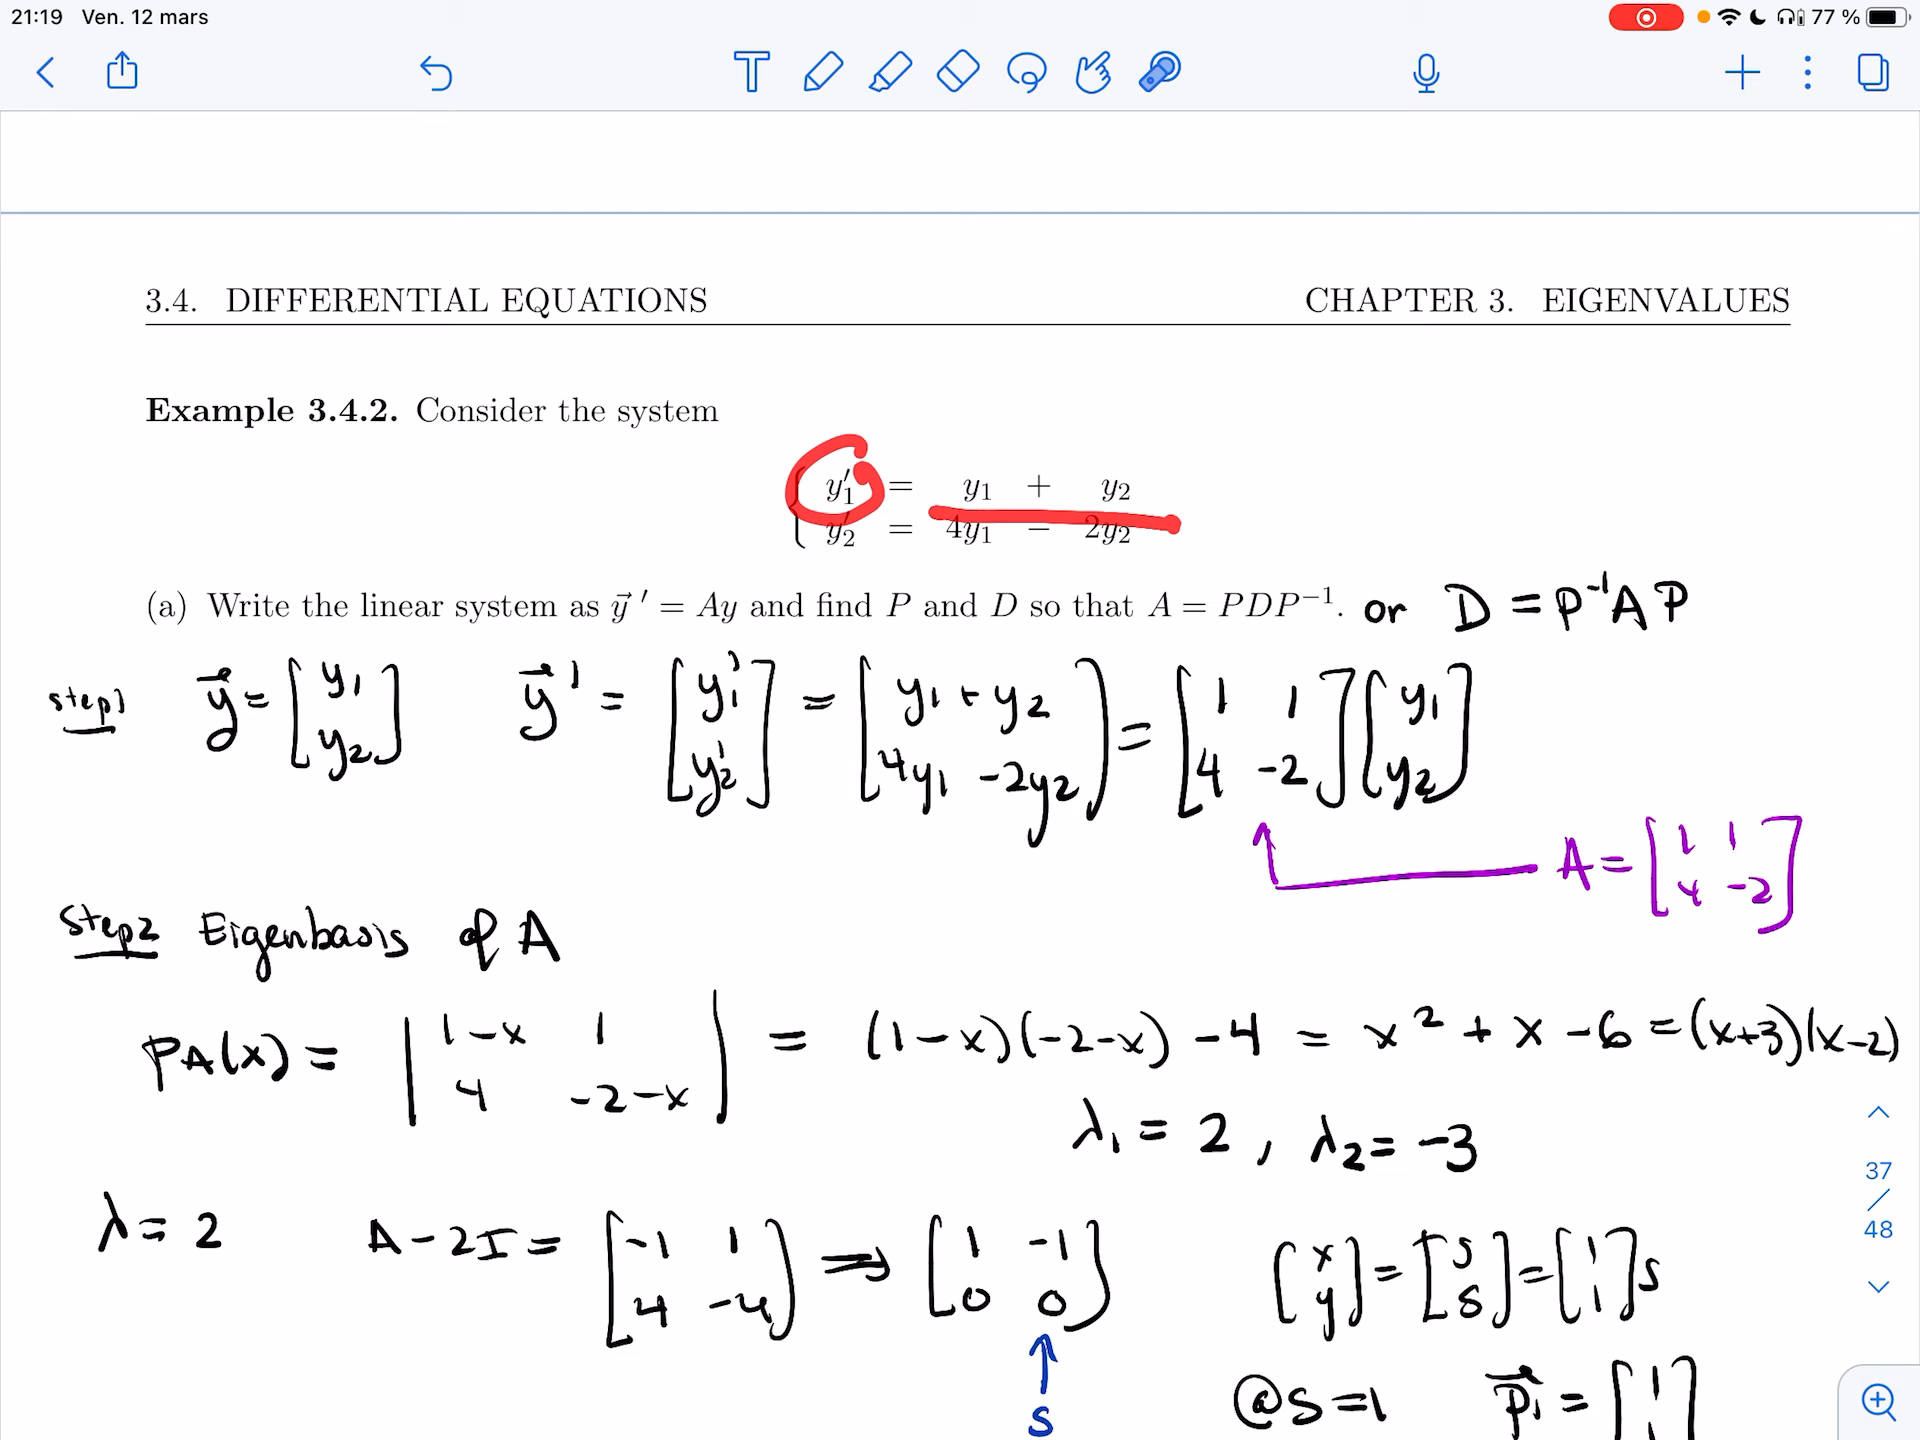 21:19 Ven. 12 mars 77 %
T
3.4. DIFFERENTIAL EQUATIONS CHAPTER 3. EIGENVALUES
Example 3.4.2. Consider the system
{ y₁′ = y₁ + y₂
y₂′ = 4y₁ − 2y₂
(a) Write the linear system as y⃗ ′ = Ay and find P and D so that A = PDP⁻¹. or D = P⁻¹AP
step1 y⃗ = [y₁ ; y₂] y⃗ ′ = [y₁′ ; y₂′] = [y₁ + y₂ ; 4y₁ −2y₂] = [1 1 ; 4 −2] [y₁ ; y₂]
A = [1 1 ; 4 −2]
Step2 Eigenbasis of A
PA(x) = |1−x 1 ; 4 −2−x| = (1−x)(−2−x) −4 = x² + x −6 = (x+3)(x−2)
λ₁ = 2 , λ₂ = −3
37
/
48
λ = 2 A − 2I = [−1 1 ; 4 −4] ⇒ [1 −1 ; 0 0] [x ; y] = [s ; s] = [1 ; 1] s
↑
s
@s=1 p⃗₁ = [1 ; 1]